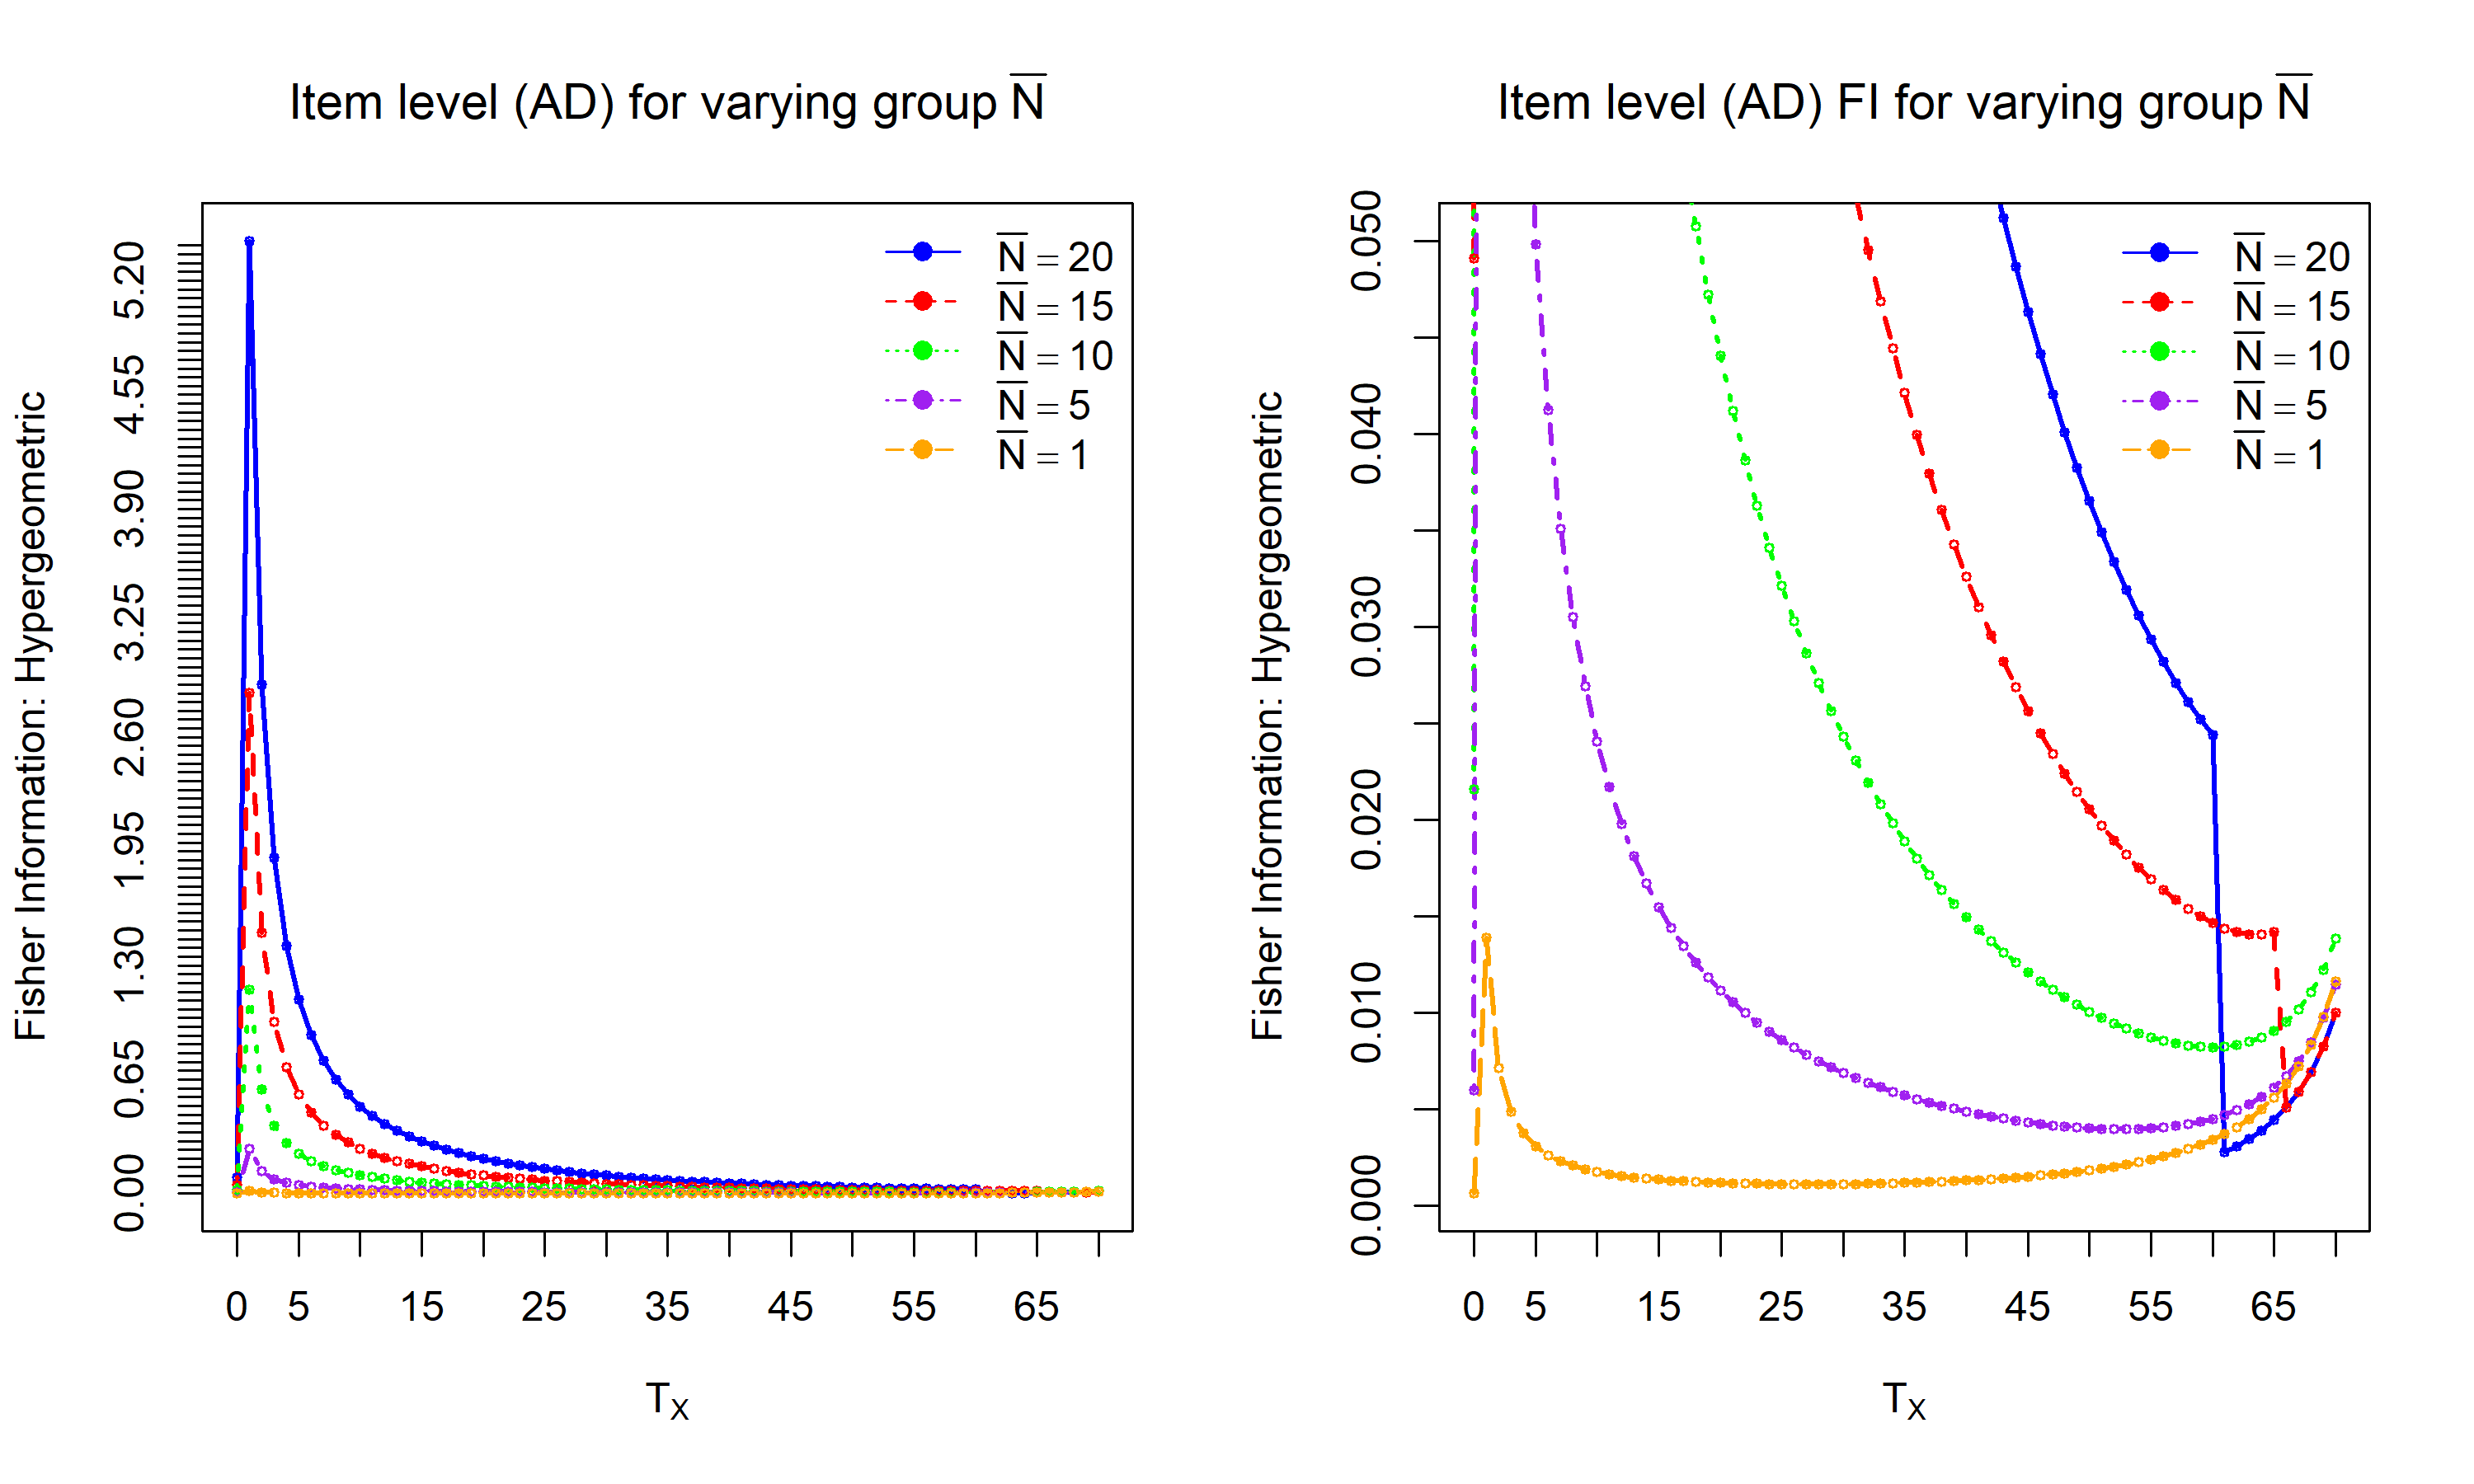 Item level (AD) for varying group N̅
Fisher Information: Hypergeometric
5.20
4.55
3.90
3.25
2.60
1.95
1.30
0.65
0.00
N̅ = 20
N̅ = 15
N̅ = 10
N̅ = 5
N̅ = 1
0 5 15 25 35 45 55 65
Tₓ
Item level (AD) FI for varying group N̅
Fisher Information: Hypergeometric
0.050
0.040
0.030
0.020
0.010
0.000
N̅ = 20
N̅ = 15
N̅ = 10
N̅ = 5
N̅ = 1
0 5 15 25 35 45 55 65
Tₓ